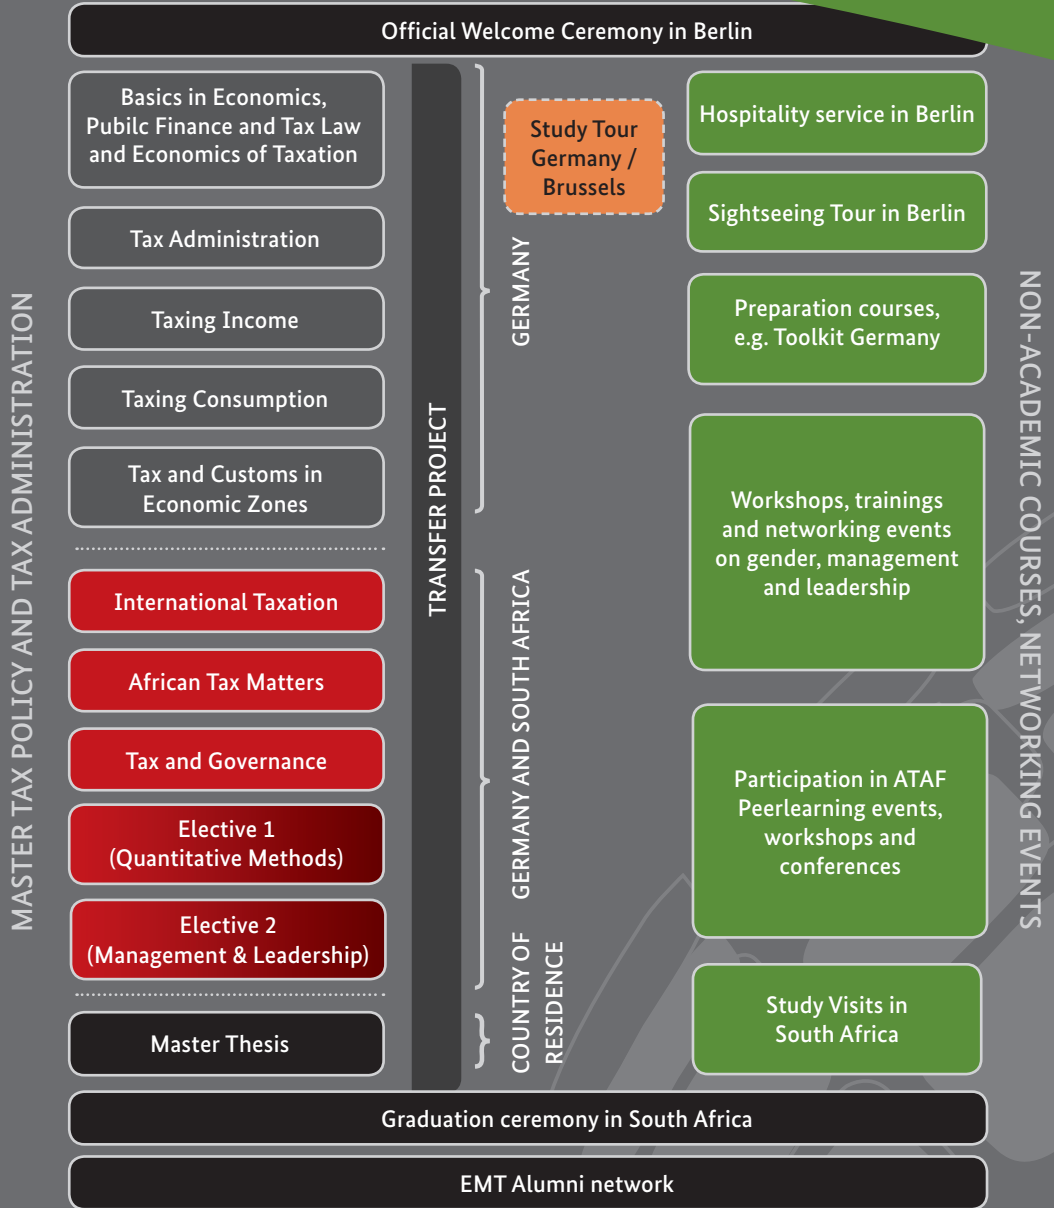 Official Welcome Ceremony in Berlin
MASTER TAX POLICY AND TAX ADMINISTRATION
Basics in Economics,
Pubilc Finance and Tax Law
and Economics of Taxation
Tax Administration
Taxing Income
Taxing Consumption
Tax and Customs in
Economic Zones
International Taxation
African Tax Matters
Tax and Governance
Elective 1
(Quantitative Methods)
Elective 2
(Management & Leadership)
Master Thesis
TRANSFER PROJECT
Study Tour
Germany /
Brussels
GERMANY
GERMANY AND SOUTH AFRICA
COUNTRY OF
RESIDENCE
Hospitality service in Berlin
Sightseeing Tour in Berlin
Preparation courses,
e.g. Toolkit Germany
Workshops, trainings
and networking events
on gender, management
and leadership
Participation in ATAF
Peerlearning events,
workshops and
conferences
Study Visits in
South Africa
NON-ACADEMIC COURSES, NETWORKING EVENTS
Graduation ceremony in South Africa
EMT Alumni network